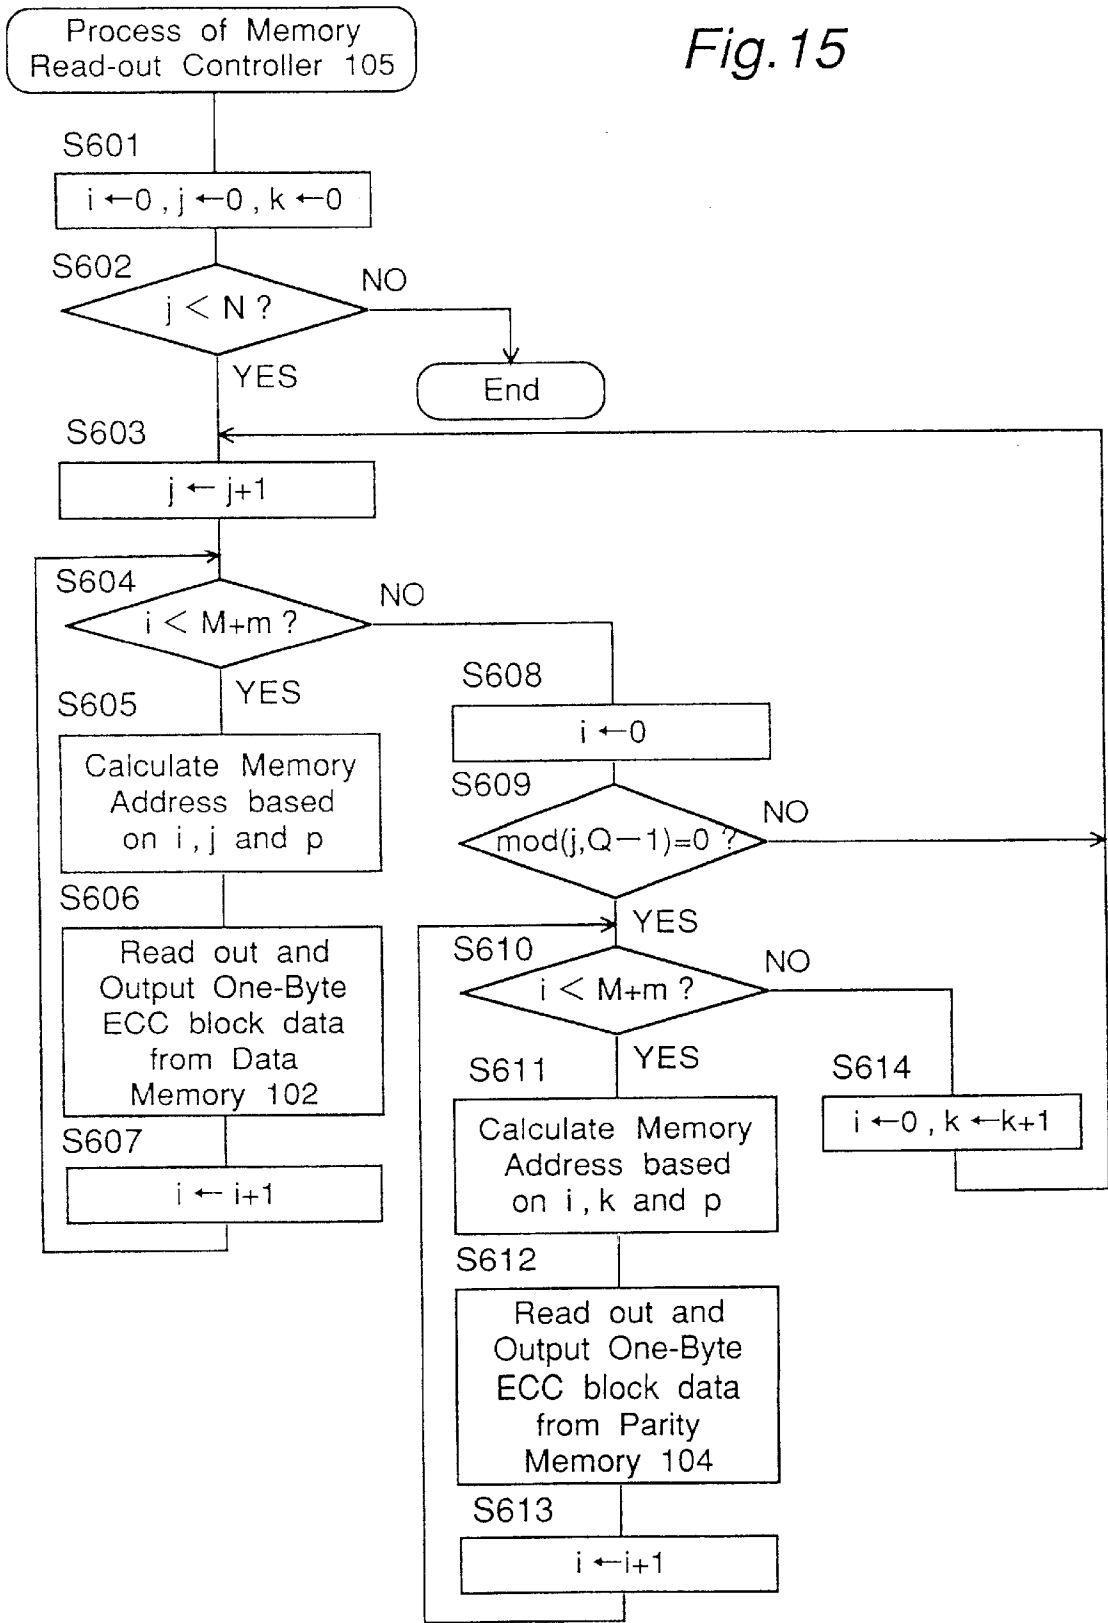 Fig.15
Process of Memory
Read-out Controller 105
S601
i ←0 , j ←0 , k ←0
S602
j < N ?
NO
YES
End
S603
j ← j+1
S604
i < M+m ?
NO
YES
S605
Calculate Memory
Address based
on i , j and p
S606
Read out and
Output One-Byte
ECC block data
from Data
Memory 102
S607
i ← i+1
S608
i ←0
S609
mod(j,Q−1)=0 ?
NO
YES
S610
i < M+m ?
NO
YES
S611
Calculate Memory
Address based
on i , k and p
S612
Read out and
Output One-Byte
ECC block data
from Parity
Memory 104
S613
i ←i+1
S614
i ←0 , k ←k+1